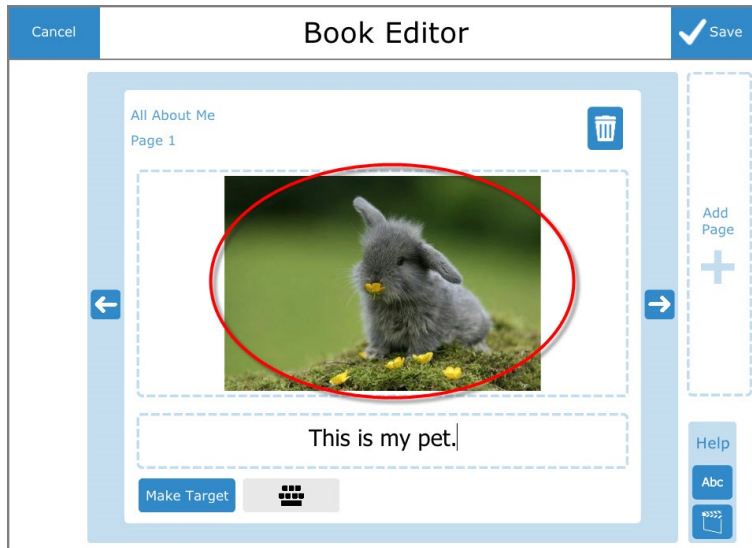 Cancel
Book Editor
Save
All About Me
Page 1
Add
Page
This is my pet.
Make Target
Help
Abc